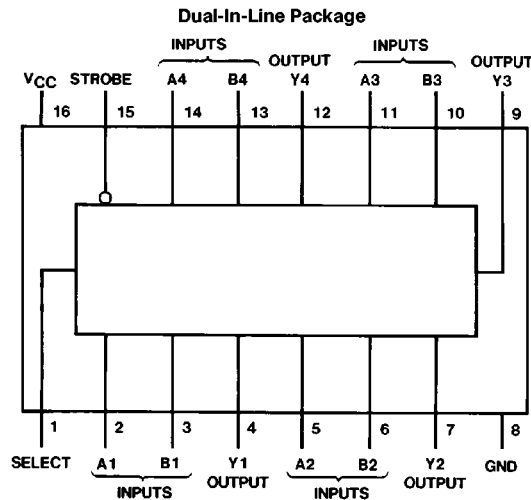 Dual-In-Line Package
INPUTS INPUTS
OUTPUT OUTPUT
VCC STROBE A4 B4 Y4 A3 B3 Y3
16 15 14 13 12 11 10 9
1 2 3 4 5 6 7 8
SELECT A1 B1 Y1 A2 B2 Y2 GND
INPUTS OUTPUT INPUTS OUTPUT